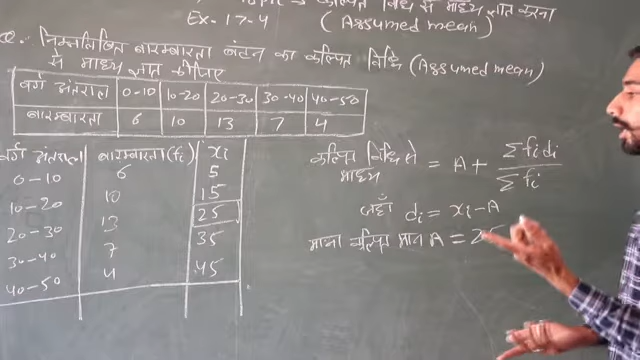 कल्पित विधि से माध्य ज्ञात करना
Ex-17.4 (Assumed mean)
Q. निम्नलिखित बारम्बारता बंटन का कल्पित विधि (Assumed mean)
से माध्य ज्ञात कीजिए
वर्ग अंतराल 0-10 10-20 20-30 30-40 40-50
बारम्बारता 6 10 13 7 4
वर्ग अंतराल बारम्बारता (fi) xi
0-10 6 5
10-20 10 15
20-30 13 25
30-40 7 35
40-50 4 45
कल्पित विधि से माध्य = A + Σfidi / Σfi
जहाँ di = xi - A
माना कल्पित मान A = 25